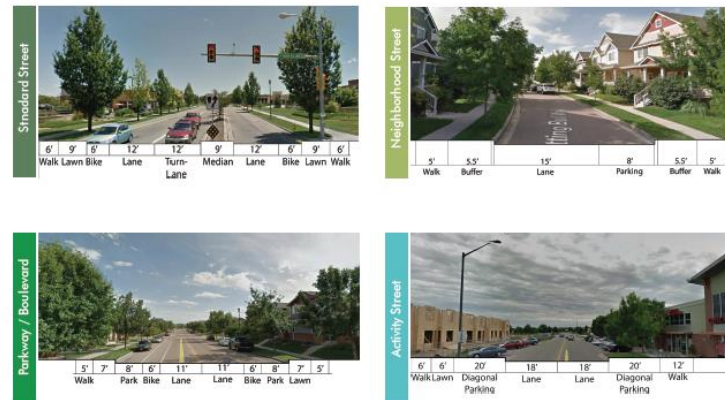 Stnadard Street
6' 9' 6' 12' 12' 9' 12' 6' 9' 6'
Walk Lawn Bike Lane Turn- Median Lane Bike Lawn Walk
Lane
Neighborhood Street
5' 5.5' 15' 8' 5.5' 5'
Walk Buffer Lane Parking Buffer Walk
Parkway / Boulevard
5' 7' 8' 6' 11' 11' 6' 8' 7' 5'
Walk Park Bike Lane Lane Bike Park Lawn
Activity Street
6' 6' 20' 18' 18' 20' 12'
Walk Lawn Diagonal Lane Lane Diagonal Walk
Parking Parking